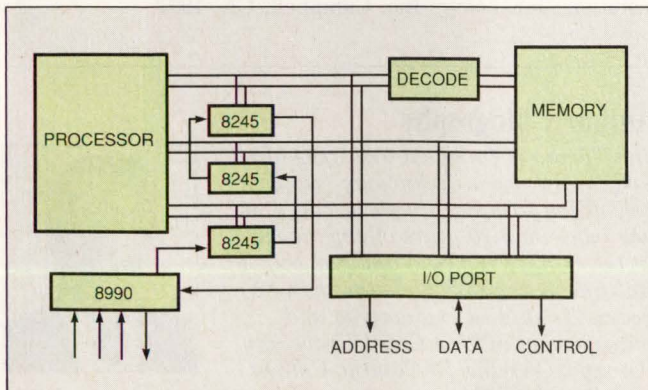 DECODE
MEMORY
PROCESSOR
8245
8245
8245
8990
I/O PORT
ADDRESS DATA CONTROL